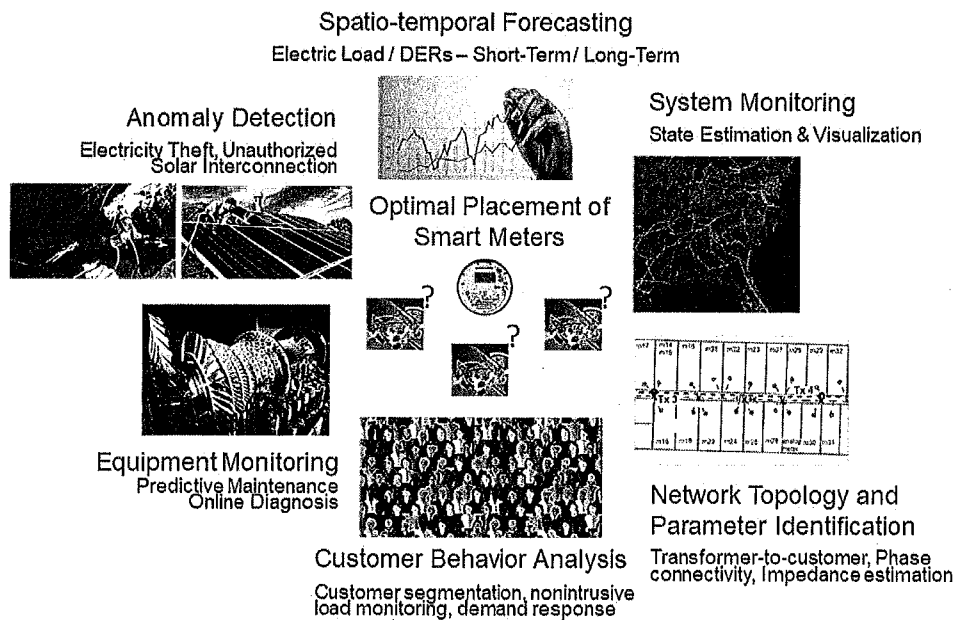 Spatio-temporal Forecasting
Electric Load / DERs – Short-Term / Long-Term
Anomaly Detection
Electricity Theft, Unauthorized
Solar Interconnection
System Monitoring
State Estimation & Visualization
Optimal Placement of
Smart Meters
?
?
?
Equipment Monitoring
Predictive Maintenance
Online Diagnosis
Customer Behavior Analysis
Customer segmentation, nonintrusive
load monitoring, demand response
Network Topology and
Parameter Identification
Transformer-to-customer, Phase
connectivity, Impedance estimation